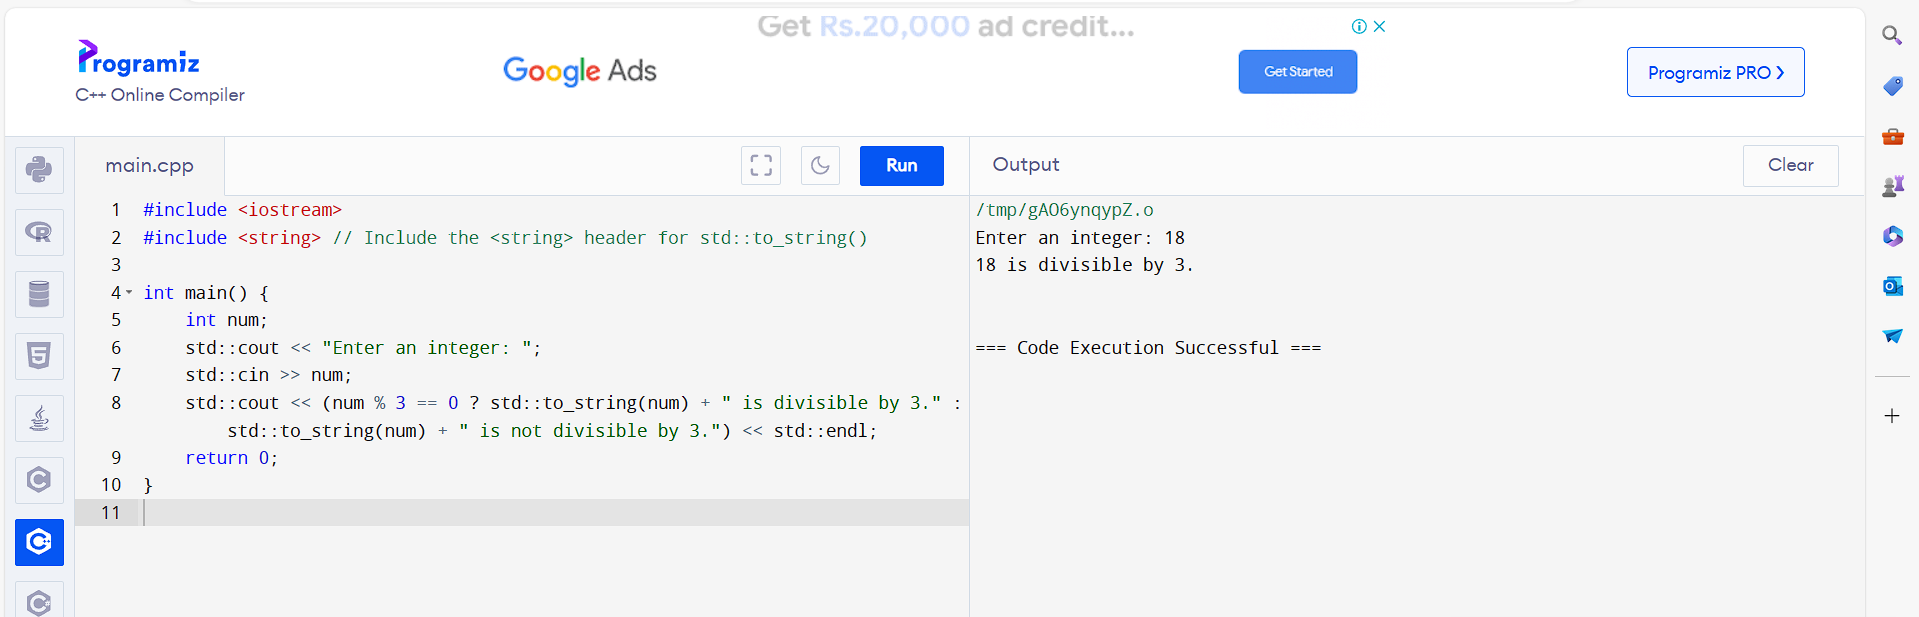 Get Rs.20,000 ad credit...
Programiz
C++ Online Compiler
Google Ads
Get Started
Programiz PRO ❯
main.cpp
Run
Output
Clear
1 #include <iostream>
2 #include <string> // Include the <string> header for std::to_string()
3
4 int main() {
5     int num;
6     std::cout << "Enter an integer: ";
7     std::cin >> num;
8     std::cout << (num % 3 == 0 ? std::to_string(num) + " is divisible by 3." :
        std::to_string(num) + " is not divisible by 3.") << std::endl;
9     return 0;
10 }
11
/tmp/gAO6ynqypZ.o
Enter an integer: 18
18 is divisible by 3.
=== Code Execution Successful ===